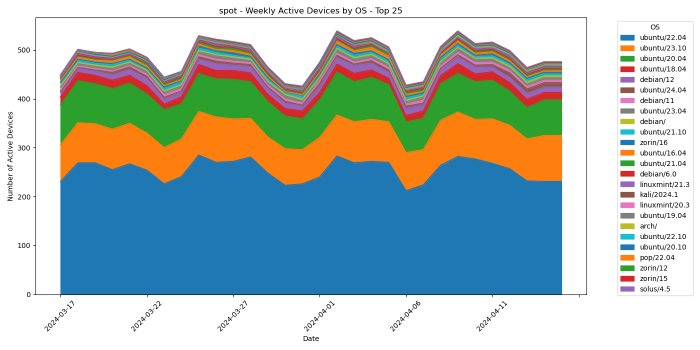 spot - Weekly Active Devices by OS - Top 25
OS
ubuntu/22.04
ubuntu/23.10
ubuntu/20.04
ubuntu/18.04
debian/12
ubuntu/24.04
debian/11
ubuntu/23.04
debian/
ubuntu/21.10
zorin/16
ubuntu/16.04
ubuntu/21.04
debian/6.0
linuxmint/21.3
kali/2024.1
linuxmint/20.3
ubuntu/19.04
arch/
ubuntu/22.10
ubuntu/20.10
pop/22.04
zorin/12
zorin/15
solus/4.5
Number of Active Devices
500
400
300
200
100
0
2024-03-17
2024-03-22
2024-03-27
2024-04-01
2024-04-06
2024-04-11
Date